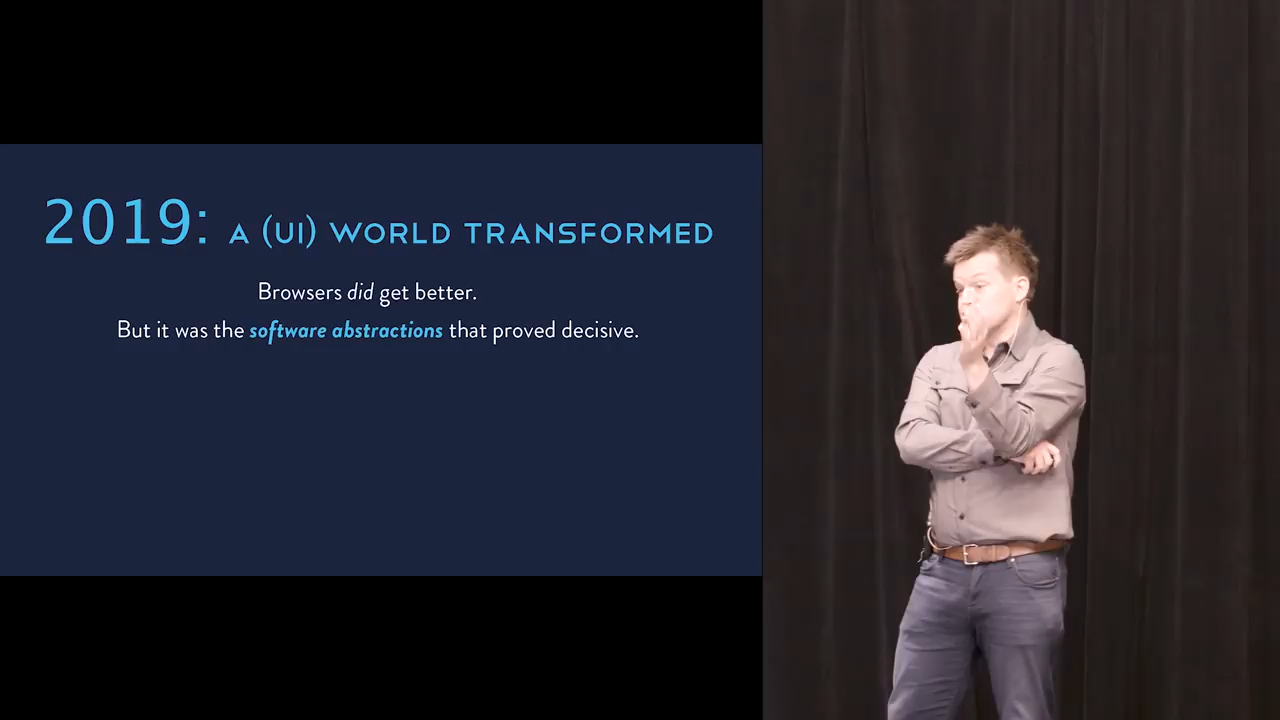 2019: A (UI) WORLD TRANSFORMED
Browsers did get better.
But it was the software abstractions that proved decisive.